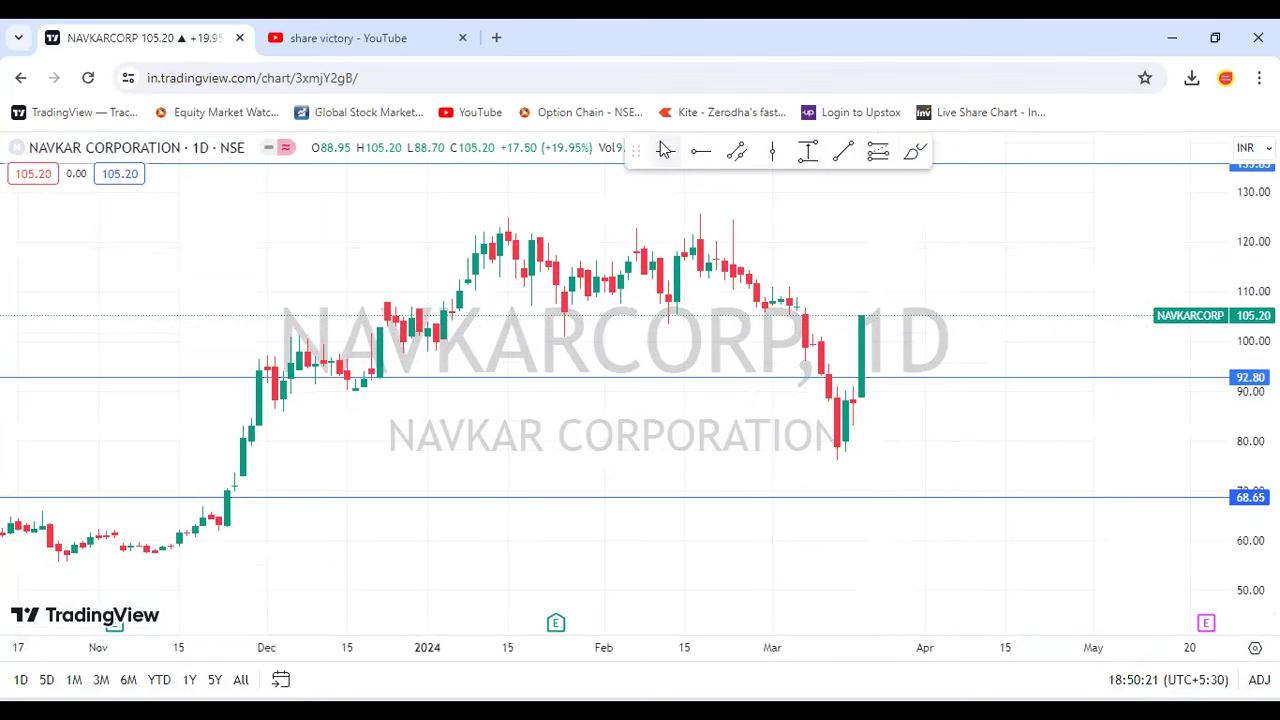 NAVKARCORP 105.20 ▲ +19.95
share victory - YouTube
in.tradingview.com/chart/3xmjY2gB/
TradingView — Trac...
Equity Market Watc...
Global Stock Market...
YouTube
Option Chain - NSE...
Kite - Zerodha's fast...
Login to Upstox
Live Share Chart - In...
NAVKAR CORPORATION · 1D · NSE
O88.95 H105.20 L88.70 C105.20 +17.50 (+19.95%) Vol9.
INR
105.20 0.00 105.20
130.00
120.00
110.00
NAVKARCORP 105.20
100.00
92.80
90.00
80.00
68.65
60.00
50.00
NAVKARCORP, 1D
NAVKAR CORPORATION
TradingView
E
E
17 Nov 15 Dec 15 2024 15 Feb 15 Mar Apr 15 May 20
1D 5D 1M 3M 6M YTD 1Y 5Y All
18:50:21 (UTC+5:30) ADJ